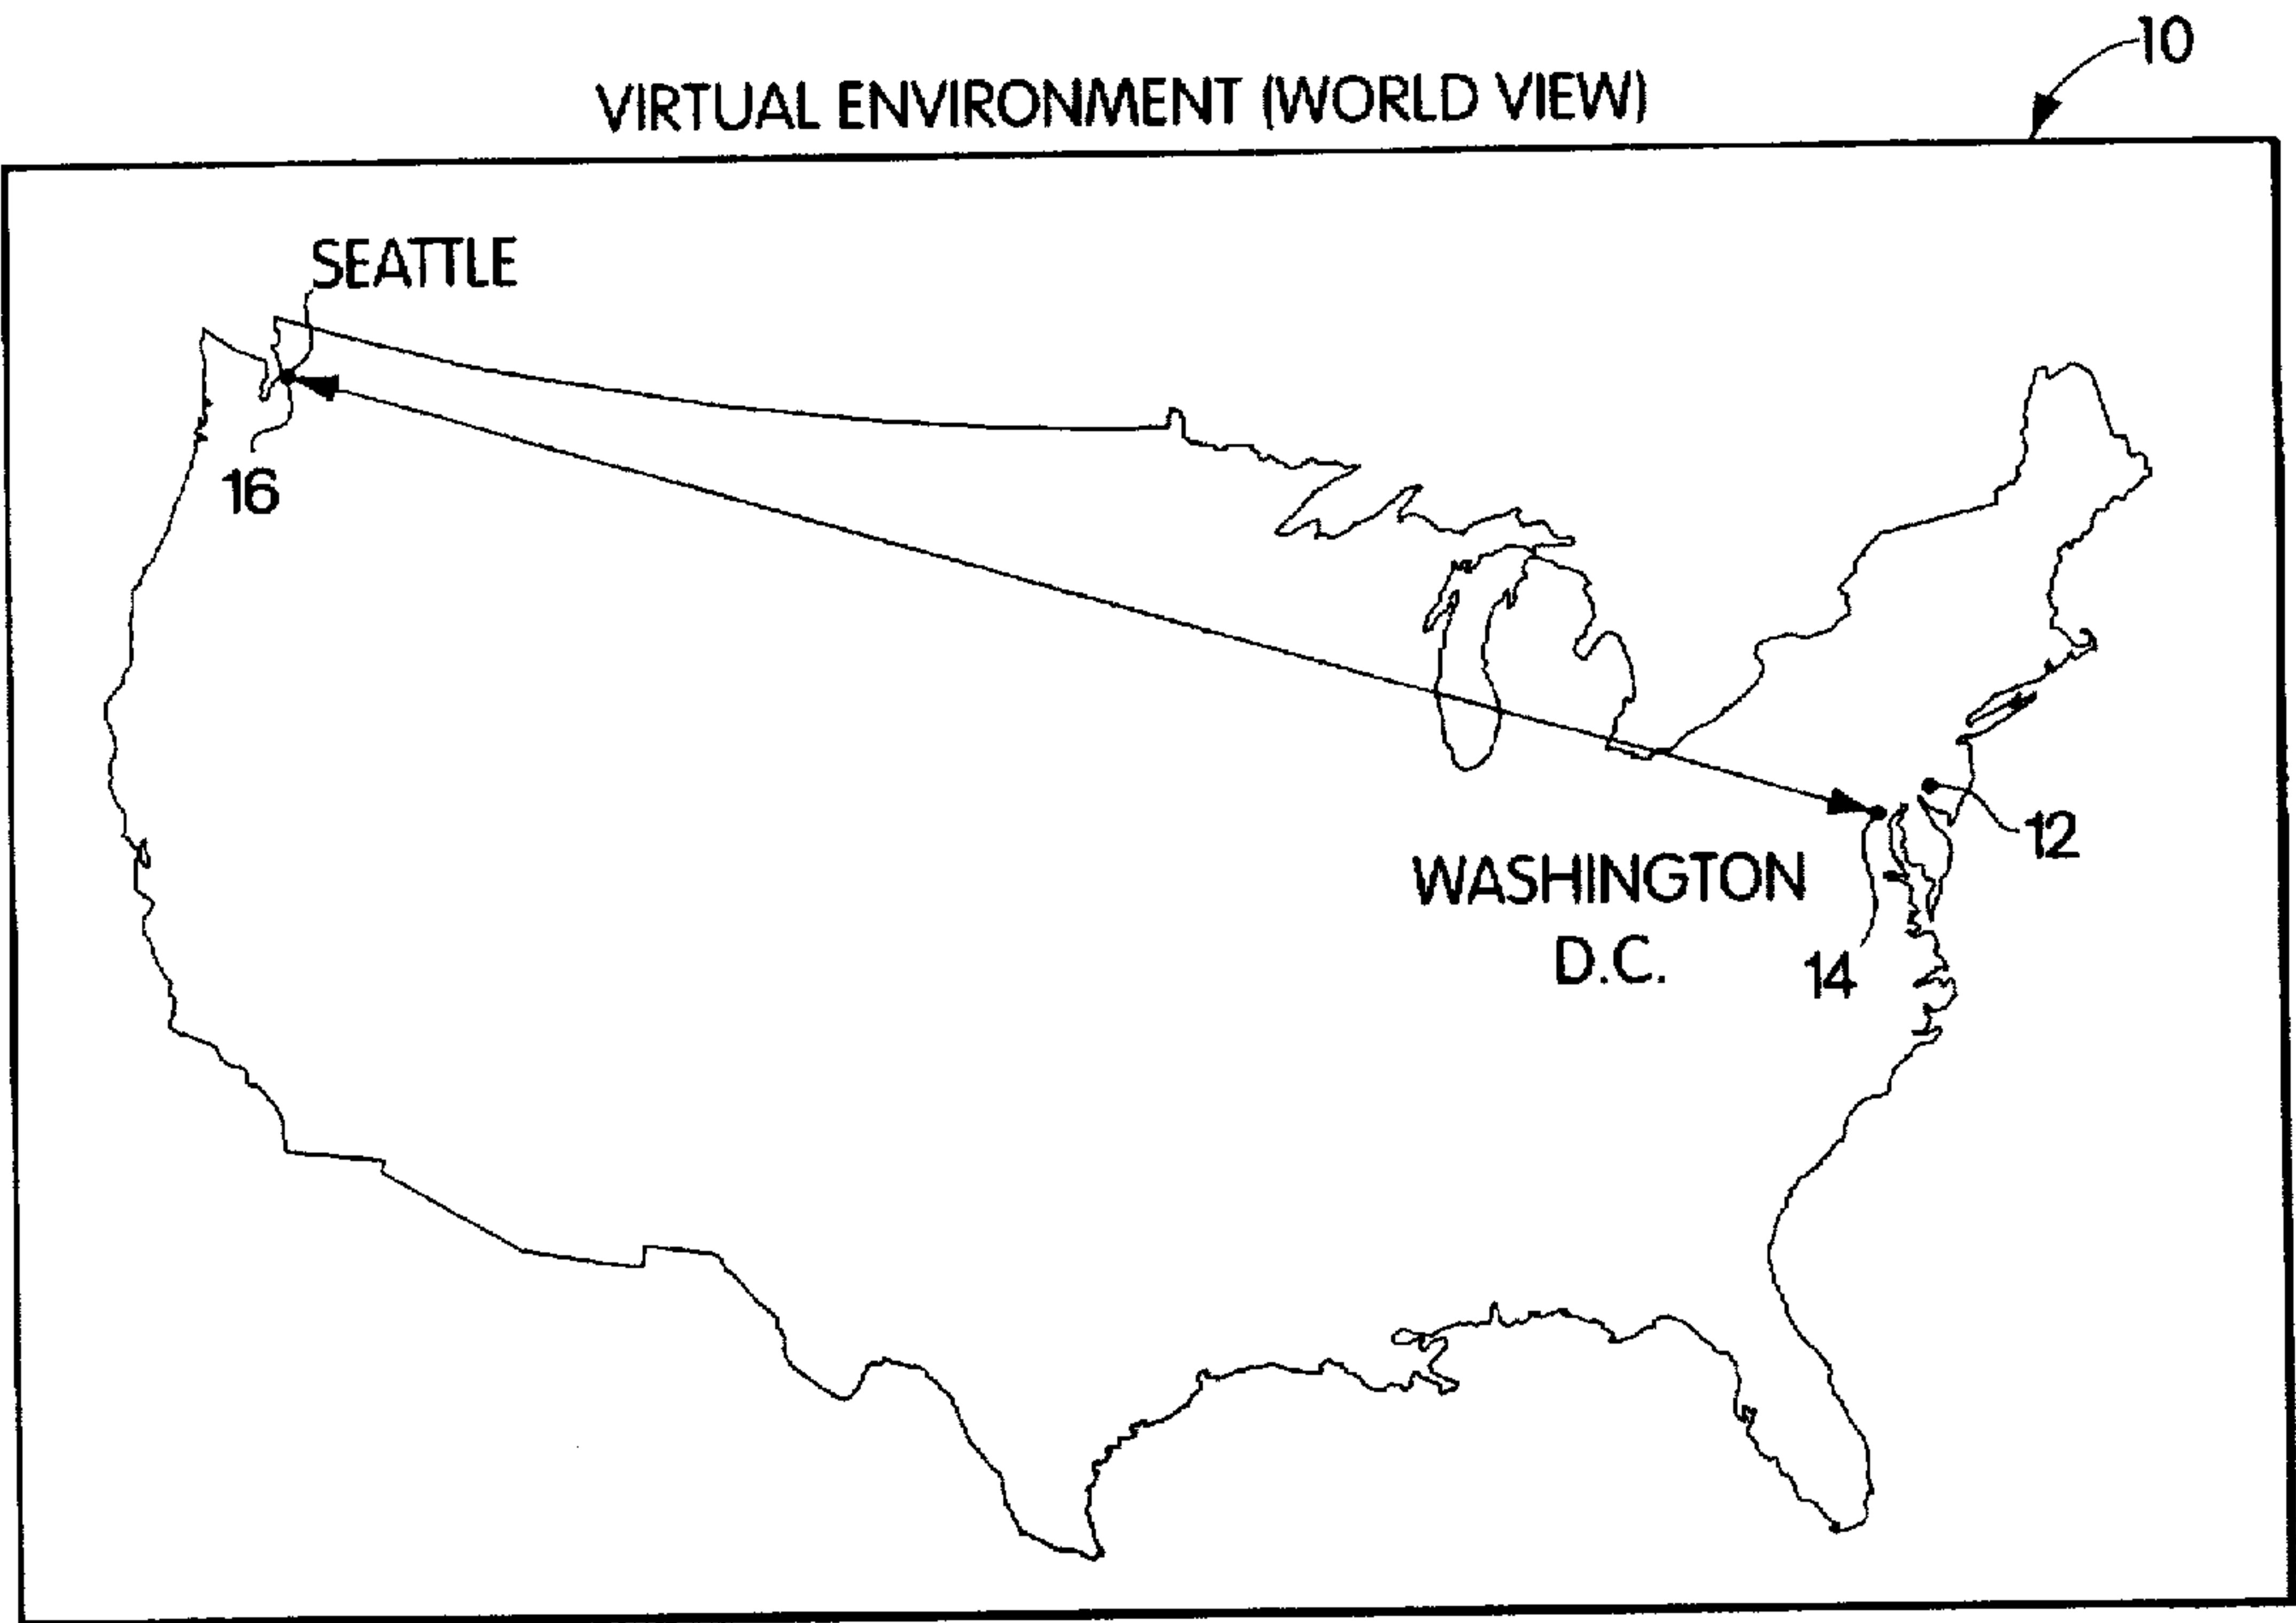 10
VIRTUAL ENVIRONMENT (WORLD VIEW)
SEATTLE
16
12
WASHINGTON
D.C.
14